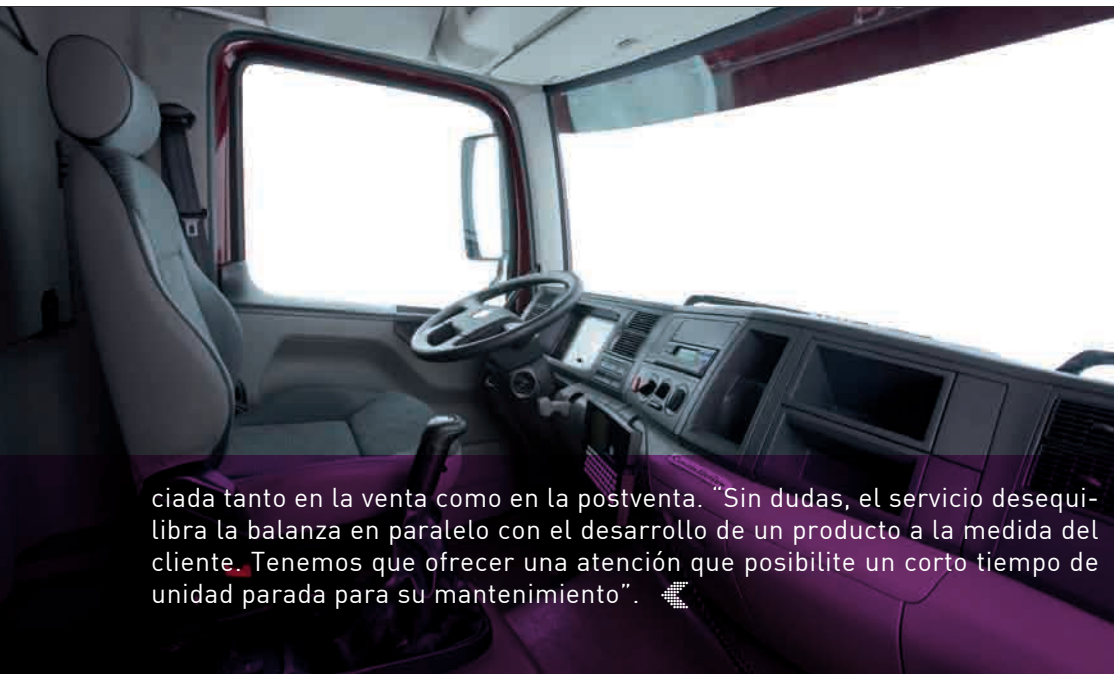 ciada tanto en la venta como en la postventa. “Sin dudas, el servicio desequi-
libra la balanza en paralelo con el desarrollo de un producto a la medida del
cliente. Tenemos que ofrecer una atención que posibilite un corto tiempo de
unidad parada para su mantenimiento”.